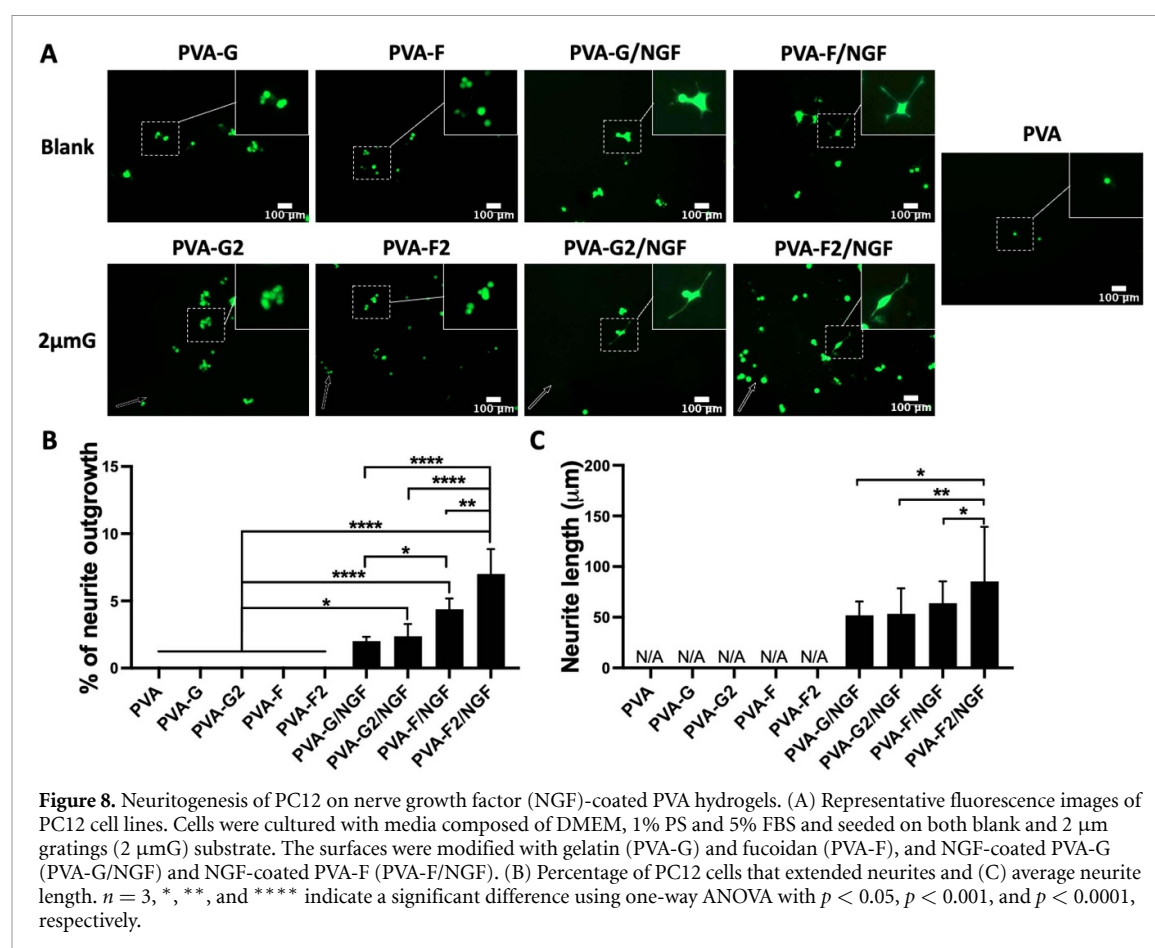 A
PVA-G
PVA-F
PVA-G/NGF
PVA-F/NGF
PVA
Blank
100 μm
100 μm
100 μm
100 μm
100 μm
PVA-G2
PVA-F2
PVA-G2/NGF
PVA-F2/NGF
2μmG
100 μm
100 μm
100 μm
100 μm
B
% of neurite outgrowth
15
10
5
0
****
****
**
****
*
****
*
PVA
PVA-G
PVA-G2
PVA-F
PVA-F2
PVA-G/NGF
PVA-G2/NGF
PVA-F/NGF
PVA-F2/NGF
C
Neurite length (μm)
200
150
100
50
0
*
**
*
N/A N/A N/A N/A N/A
PVA
PVA-G
PVA-G2
PVA-F
PVA-F2
PVA-G/NGF
PVA-G2/NGF
PVA-F/NGF
PVA-F2/NGF
Figure 8. Neuritogenesis of PC12 on nerve growth factor (NGF)-coated PVA hydrogels. (A) Representative fluorescence images of
PC12 cell lines. Cells were cultured with media composed of DMEM, 1% PS and 5% FBS and seeded on both blank and 2 μm
gratings (2 μmG) substrate. The surfaces were modified with gelatin (PVA-G) and fucoidan (PVA-F), and NGF-coated PVA-G
(PVA-G/NGF) and NGF-coated PVA-F (PVA-F/NGF). (B) Percentage of PC12 cells that extended neurites and (C) average neurite
length. n = 3, *, **, and **** indicate a significant difference using one-way ANOVA with p < 0.05, p < 0.001, and p < 0.0001,
respectively.